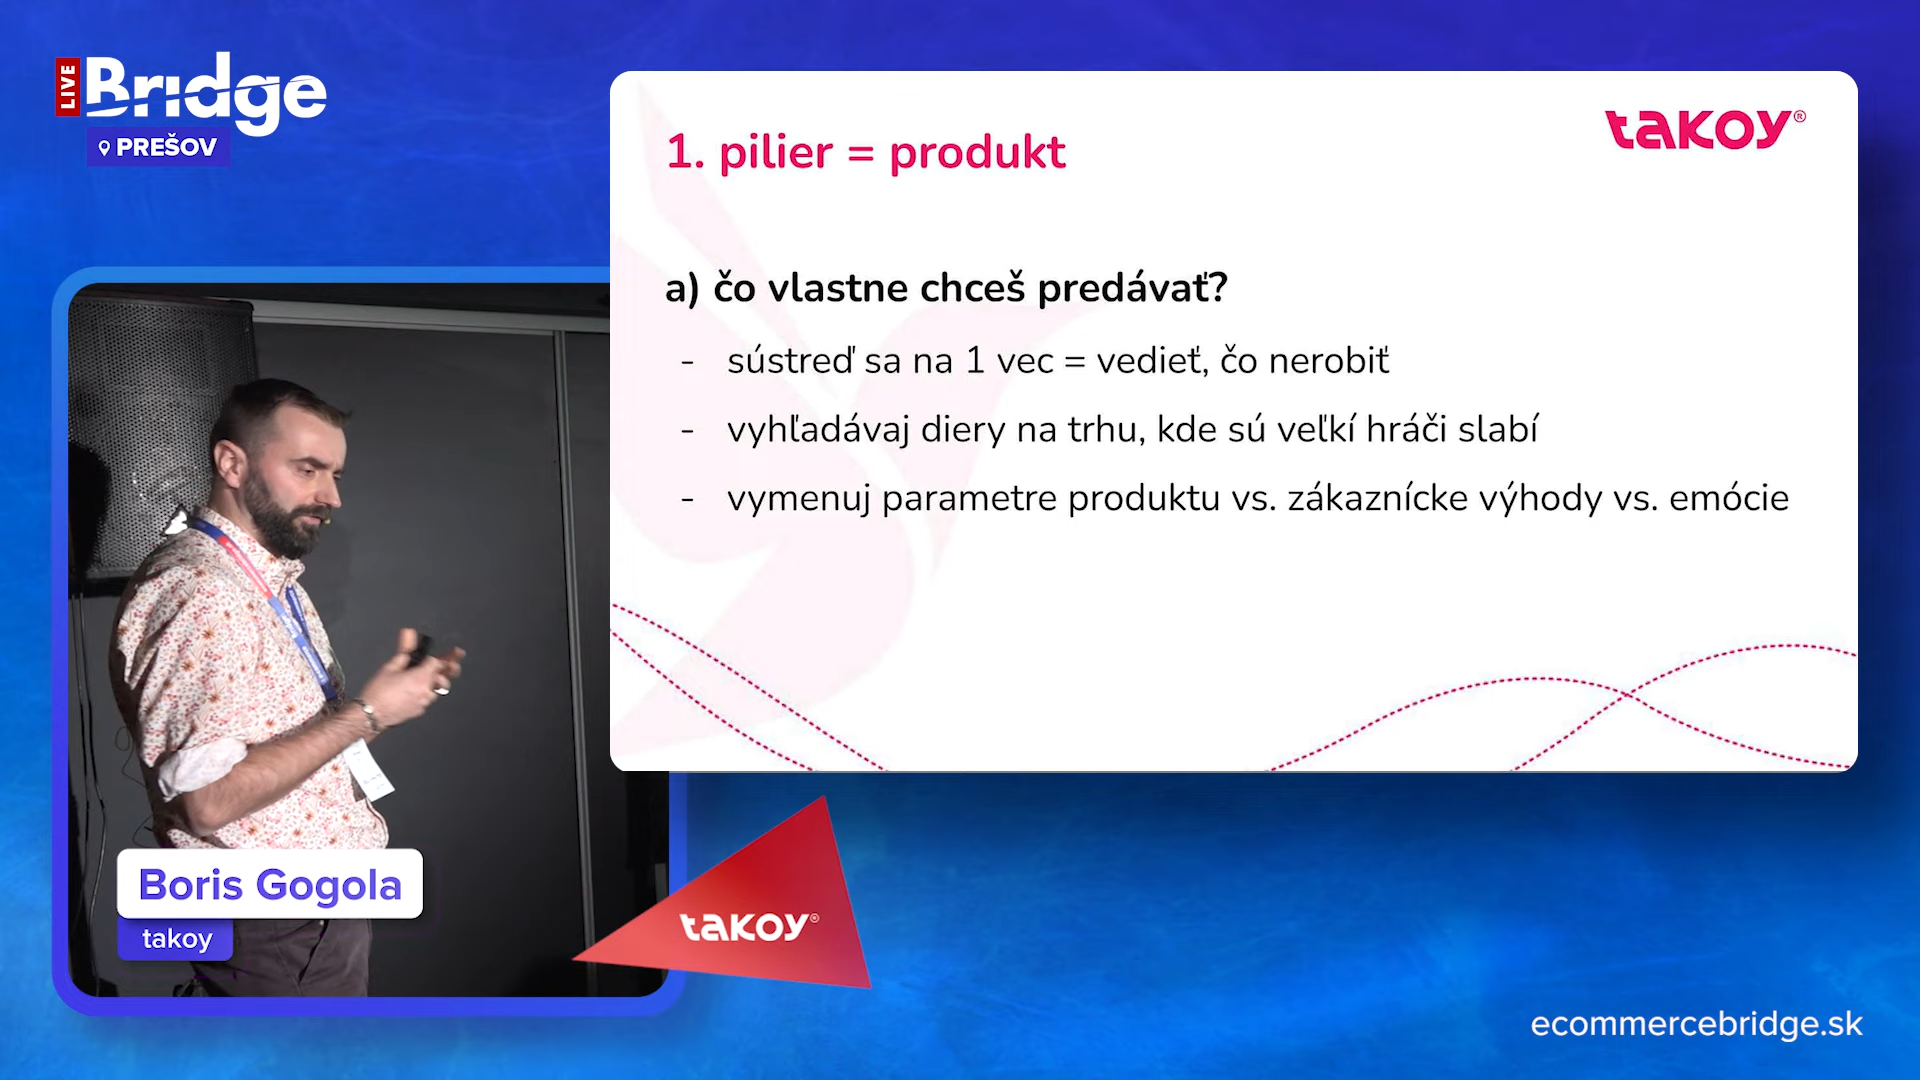 LIVE
Bridge
PREŠOV
takoy®
1. pilier = produkt
a) čo vlastne chceš predávať?
- sústreď sa na 1 vec = vedieť, čo nerobiť
- vyhľadávaj diery na trhu, kde sú veľkí hráči slabí
- vymenuj parametre produktu vs. zákaznícke výhody vs. emócie
Boris Gogola
takoy
takoy®
ecommercebridge.sk